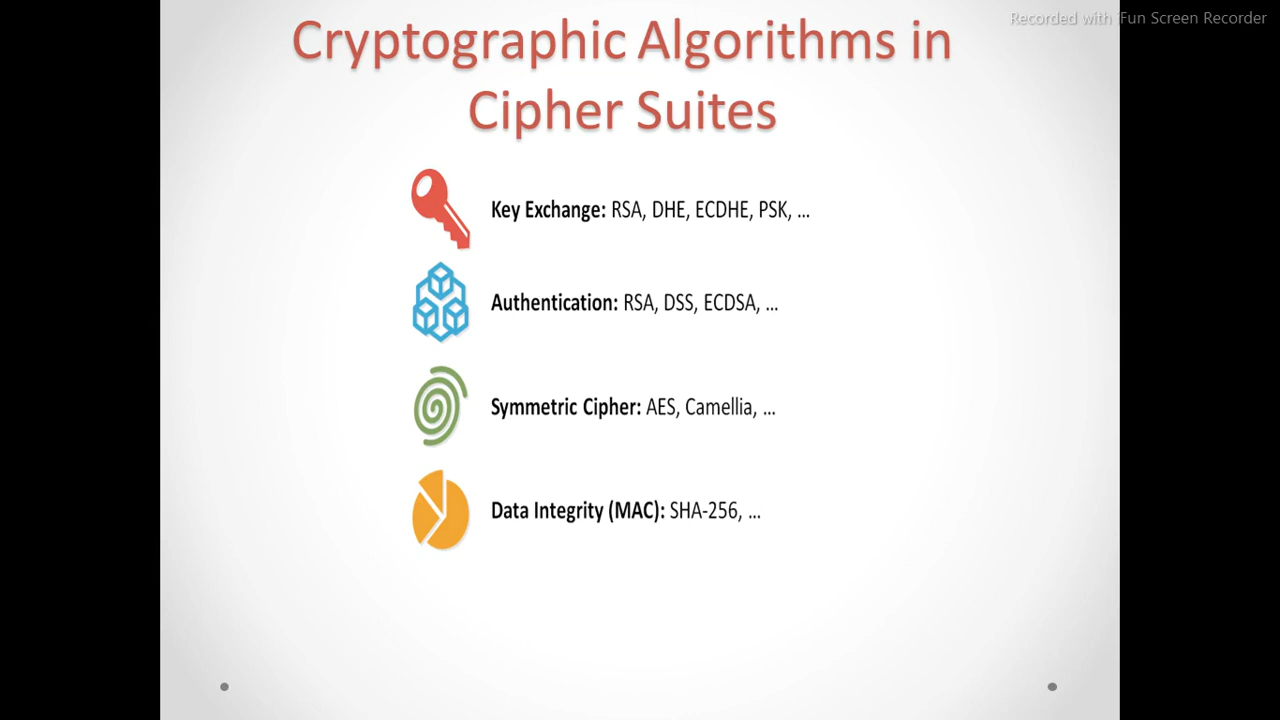 Recorded with iFun Screen Recorder
Cryptographic Algorithms in
Cipher Suites
Key Exchange: RSA, DHE, ECDHE, PSK, ...
Authentication: RSA, DSS, ECDSA, ...
Symmetric Cipher: AES, Camellia, ...
Data Integrity (MAC): SHA-256, ...